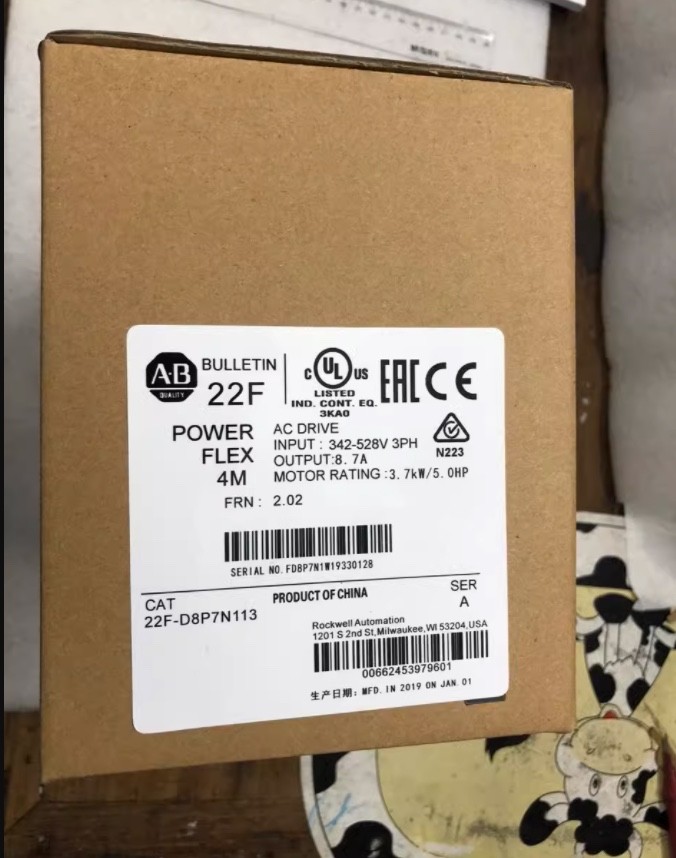 A·B
QUALITY
BULLETIN
22F
C UL US
LISTED
IND. CONT. EQ.
3KA0
EAC CE
POWER
FLEX
4M
AC DRIVE
INPUT : 342-528V 3PH
OUTPUT:8.7A
MOTOR RATING :3.7kW/5.0HP
N223
FRN : 2.02
SERIAL NO. FD8P7N1W19330128
CAT
22F-D8P7N113
PRODUCT OF CHINA
SER
A
Rockwell Automation
1201 S 2nd St,Milwaukee,WI 53204,USA
00662453979601
生产日期: MFD. IN 2019 ON JAN. 01